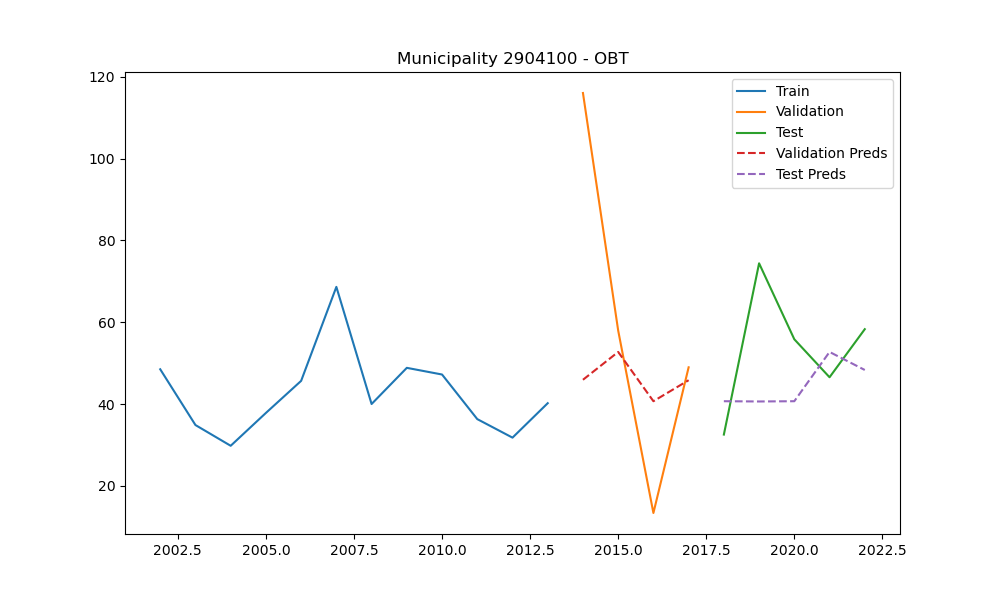 Municipality 2904100 - OBT
120
100
80
60
40
20
2002.5 2005.0 2007.5 2010.0 2012.5 2015.0 2017.5 2020.0 2022.5
Train
Validation
Test
Validation Preds
Test Preds